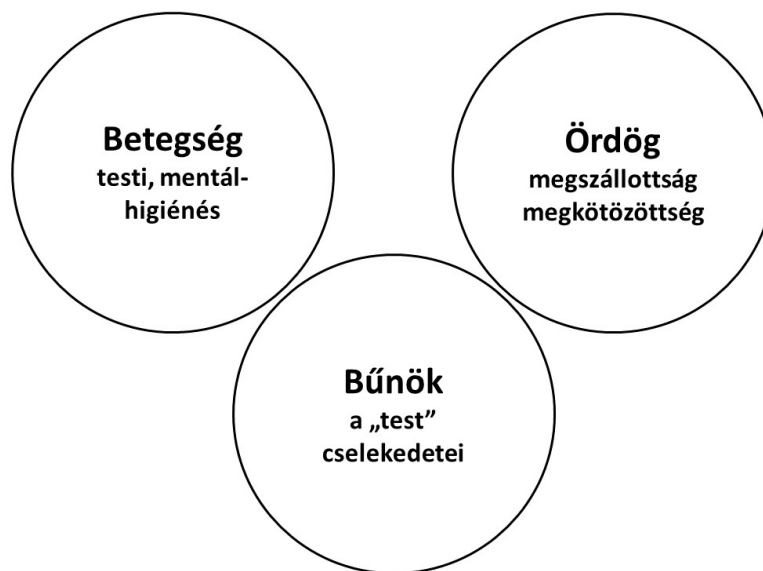 Betegség
testi, mentál-
higiénés
Ördög
megszállottság
megkötözöttség
Bűnök
a „test”
cselekedetei